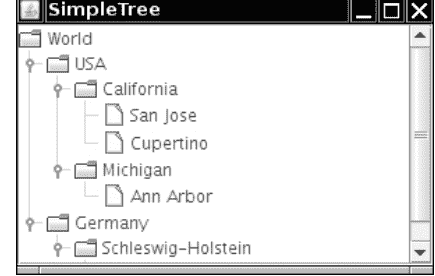 SimpleTree
World
USA
California
San Jose
Cupertino
Michigan
Ann Arbor
Germany
Schleswig-Holstein